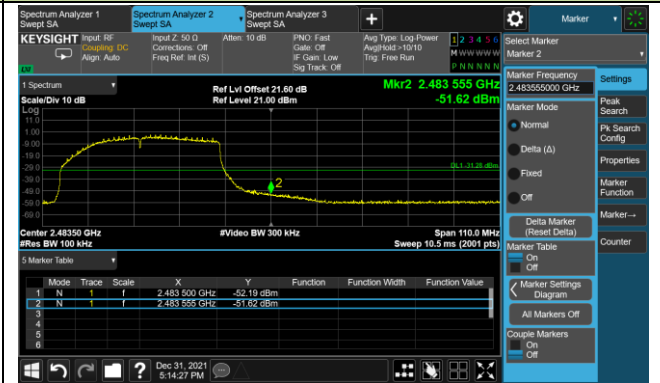 Spectrum Analyzer 1
Swept SA
Spectrum Analyzer 2
Swept SA
Spectrum Analyzer 3
Swept SA
+
Marker
KEYSIGHT
Input: RF
Coupling: DC
Align: Auto
Input Z: 50 Ω
Corrections: Off
Freq Ref: Int (S)
Atten: 10 dB
PNO: Fast
Gate: Off
IF Gain: Low
Sig Track: Off
Avg Type: Log-Power
Avg|Hold:>10/10
Trig: Free Run
1 2 3 4 5 6
M W W W W W
P N N N N N
Select Marker
Marker 2
1 Spectrum
Scale/Div 10 dB
Ref Lvl Offset 21.60 dB
Ref Level 21.00 dBm
Mkr2 2.483 555 GHz
-51.62 dBm
Log
11.0
1.00
-9.00
-19.0
-29.0
-39.0
-49.0
-59.0
-69.0
DL1 -31.28 dBm
2
Center 2.48350 GHz
#Res BW 100 kHz
#Video BW 300 kHz
Span 110.0 MHz
Sweep 10.5 ms (2001 pts)
5 Marker Table
Mode Trace Scale X Y Function Function Width Function Value
1 N 1 f 2.483 500 GHz -52.19 dBm
2 N 1 f 2.483 555 GHz -51.62 dBm
3
4
5
6
Marker Frequency
2.483555000 GHz
Marker Mode
Normal
Delta (Δ)
Fixed
Off
Delta Marker
(Reset Delta)
Marker Table
On
Off
Marker Settings
Diagram
All Markers Off
Couple Markers
On
Off
Settings
Peak
Search
Pk Search
Config
Properties
Marker
Function
Marker→
Counter
?
Dec 31, 2021
5:14:27 PM